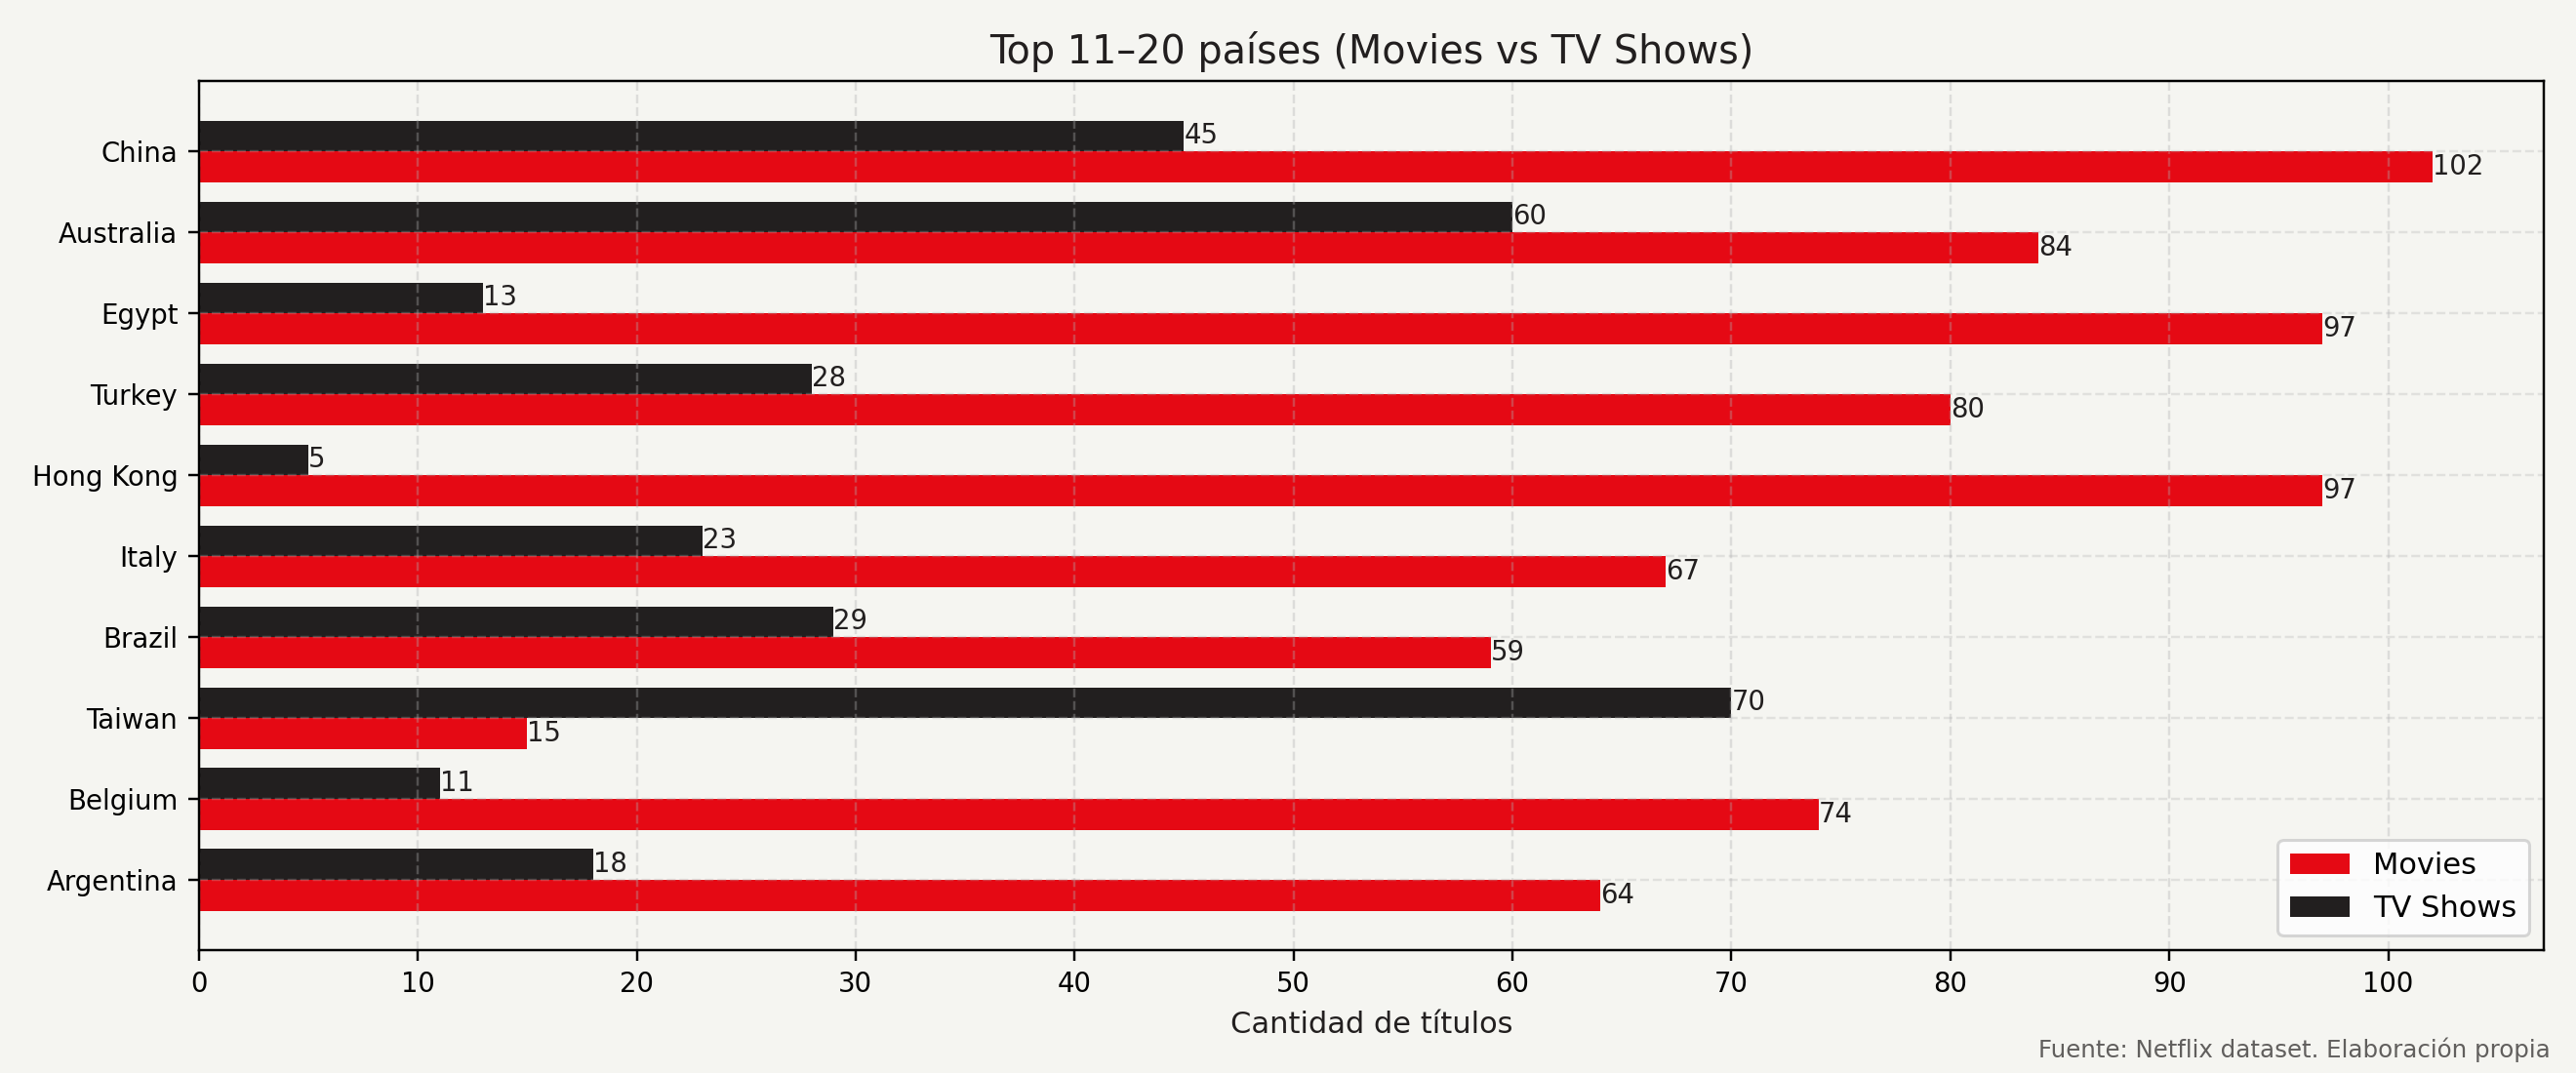 Top 11–20 países (Movies vs TV Shows)
China
45
102
Australia
60
84
Egypt
13
97
Turkey
28
80
Hong Kong
5
97
Italy
23
67
Brazil
29
59
Taiwan
70
15
Belgium
11
74
Argentina
18
64
Movies
TV Shows
0 10 20 30 40 50 60 70 80 90 100
Cantidad de títulos
Fuente: Netflix dataset. Elaboración propia